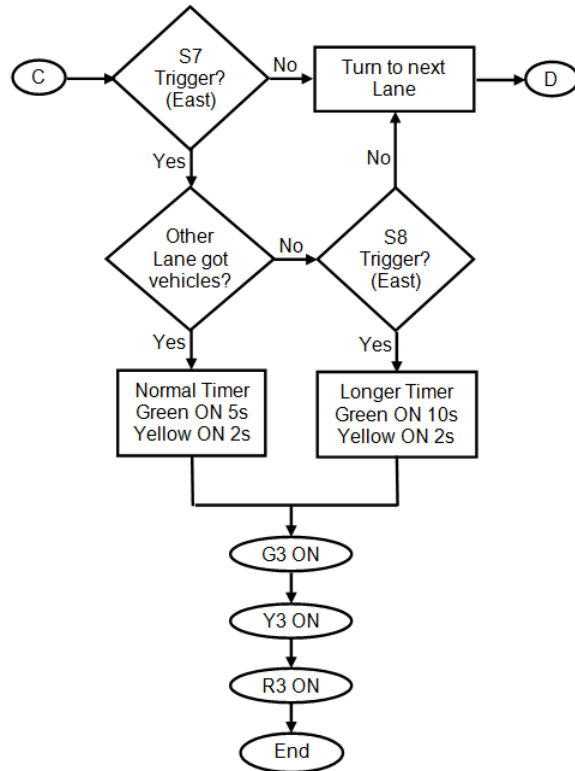 C
S7
Trigger?
(East)
No
Turn to next
Lane
D
Yes
No
Other
Lane got
vehicles?
No
S8
Trigger?
(East)
Yes
Yes
Normal Timer
Green ON 5s
Yellow ON 2s
Longer Timer
Green ON 10s
Yellow ON 2s
G3 ON
Y3 ON
R3 ON
End